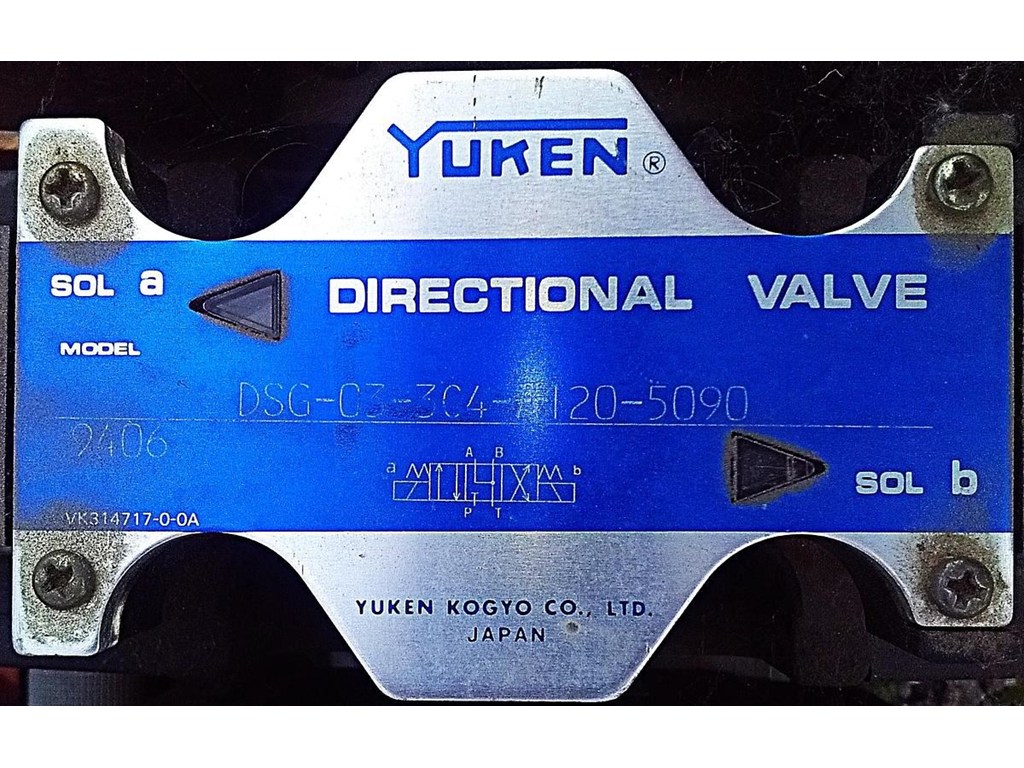 YUKEN®
SOL a DIRECTIONAL VALVE
MODEL
DSG-03-3C4-A120-5090
9406
A B
a b
P T
SOL b
VK314717-0-0A
YUKEN KOGYO CO., LTD.
JAPAN